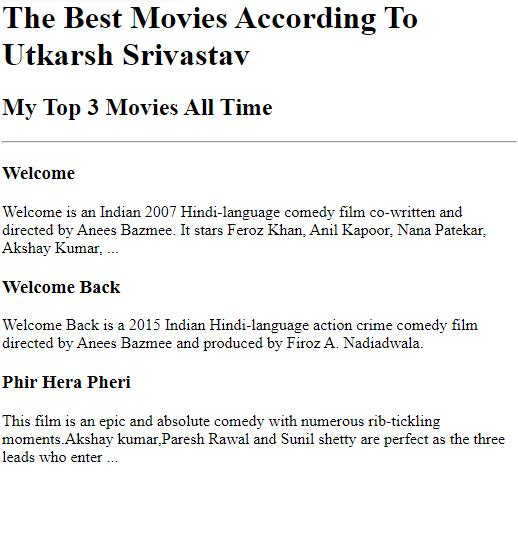 The Best Movies According To
Utkarsh Srivastav
My Top 3 Movies All Time
Welcome
Welcome is an Indian 2007 Hindi-language comedy film co-written and
directed by Anees Bazmee. It stars Feroz Khan, Anil Kapoor, Nana Patekar,
Akshay Kumar, ...
Welcome Back
Welcome Back is a 2015 Indian Hindi-language action crime comedy film
directed by Anees Bazmee and produced by Firoz A. Nadiadwala.
Phir Hera Pheri
This film is an epic and absolute comedy with numerous rib-tickling
moments.Akshay kumar,Paresh Rawal and Sunil shetty are perfect as the three
leads who enter ...